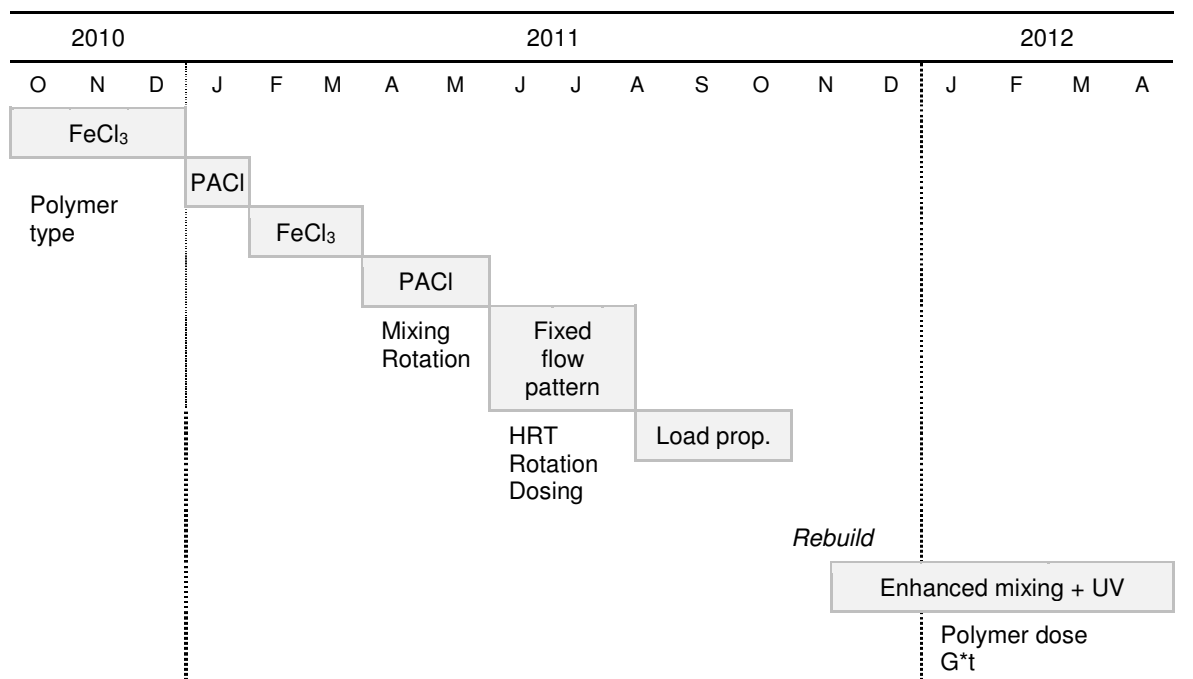 2010 2011 2012
O N D J F M A M J J A S O N D J F M A
FeCl₃
PACl
Polymer
type
FeCl₃
PACl
Mixing
Rotation
Fixed
flow
pattern
HRT
Rotation
Dosing
Load prop.
Rebuild
Enhanced mixing + UV
Polymer dose
G*t